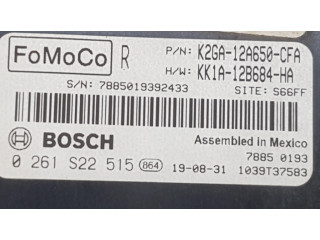 FoMoCo R P/N: K2GA-12A650-CFA
H/W: KK1A-12B684-HA
S/N: 7885019392433 SITE: S66FF
BOSCH Assembled in Mexico
7885 0193
0 261 S22 515 864 19-08-31 1039T37583